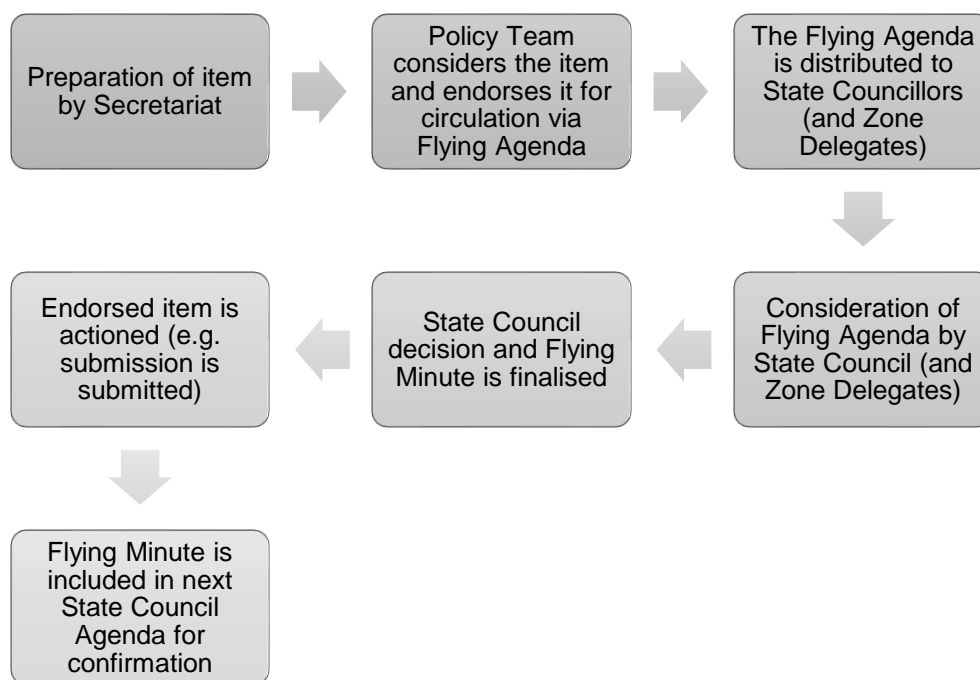 Preparation of item
by Secretariat
Policy Team
considers the item
and endorses it for
circulation via
Flying Agenda
The Flying Agenda
is distributed to
State Councillors
(and Zone
Delegates)
Consideration of
Flying Agenda by
State Council (and
Zone Delegates)
State Council
decision and Flying
Minute is finalised
Endorsed item is
actioned (e.g.
submission is
submitted)
Flying Minute is
included in next
State Council
Agenda for
confirmation